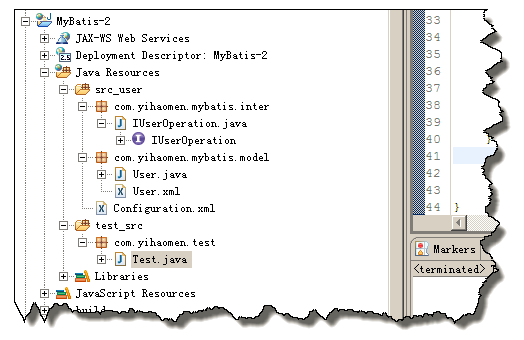 MyBatis-2
JAX-WS Web Services
Deployment Descriptor: MyBatis-2
Java Resources
src_user
com.yihaomen.mybatis.inter
IUserOperation.java
IUserOperation
com.yihaomen.mybatis.model
User.java
User.xml
Configuration.xml
test_src
com.yihaomen.test
Test.java
Libraries
JavaScript Resources
build
33
34
35
36
37
38
39
40 }
41
42
43
44 }
Markers
<terminated> T